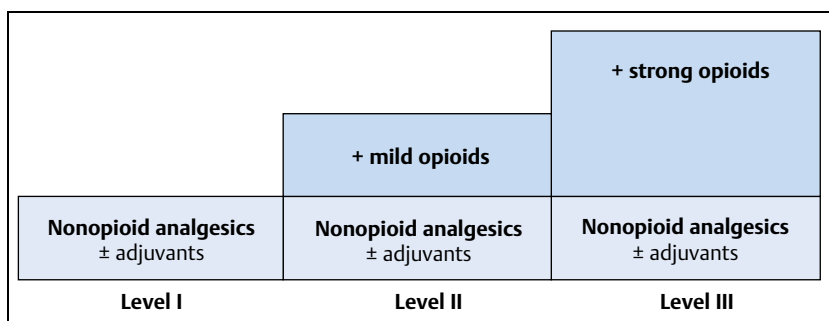 + strong opioids
+ mild opioids
Nonopioid analgesics
± adjuvants
Nonopioid analgesics
± adjuvants
Nonopioid analgesics
± adjuvants
Level I
Level II
Level III